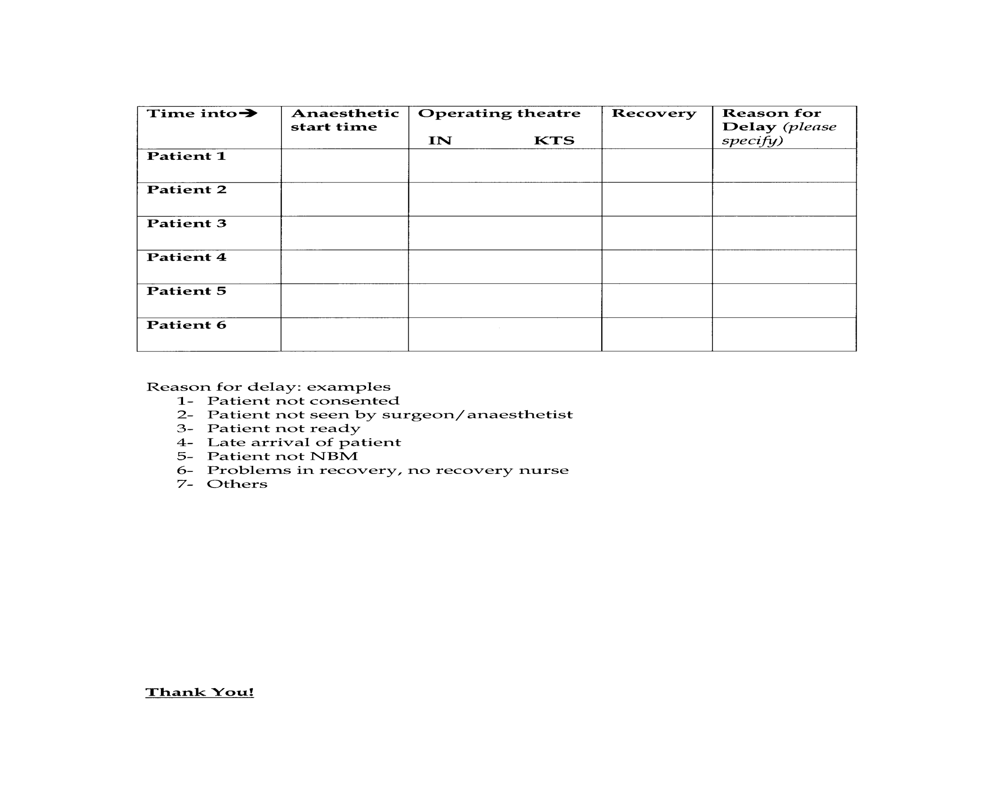 Time into➔ Anaesthetic start time Operating theatre IN KTS Recovery Reason for Delay (please specify)
Patient 1
Patient 2
Patient 3
Patient 4
Patient 5
Patient 6
Reason for delay: examples
1- Patient not consented
2- Patient not seen by surgeon/anaesthetist
3- Patient not ready
4- Late arrival of patient
5- Patient not NBM
6- Problems in recovery, no recovery nurse
7- Others
Thank You!